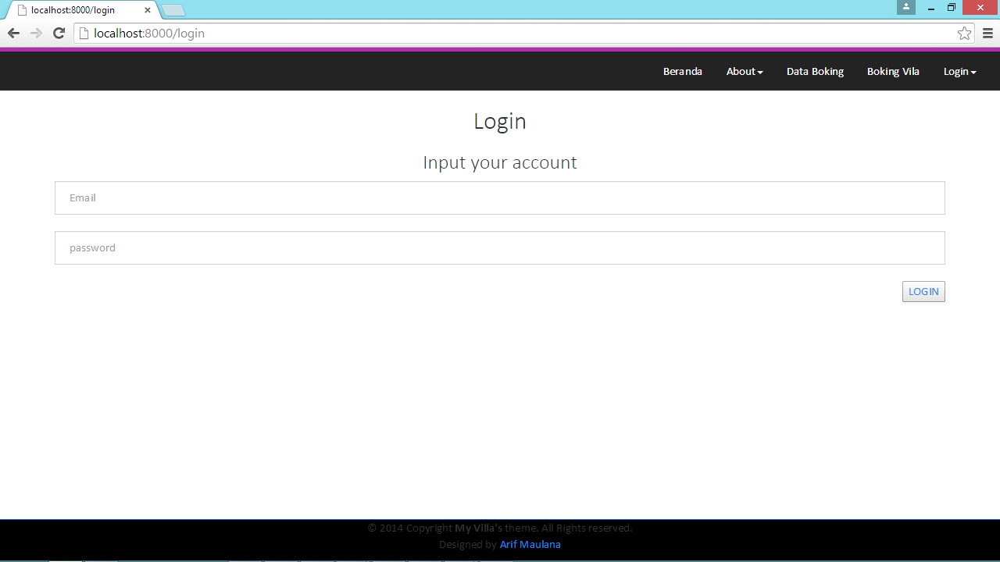 localhost:8000/login
localhost:8000/login
Beranda About Data Boking Boking Vila Login
Login
Input your account
Email
password
LOGIN
© 2014 Copyright My Villa's theme. All Rights reserved.
Designed by Arif Maulana